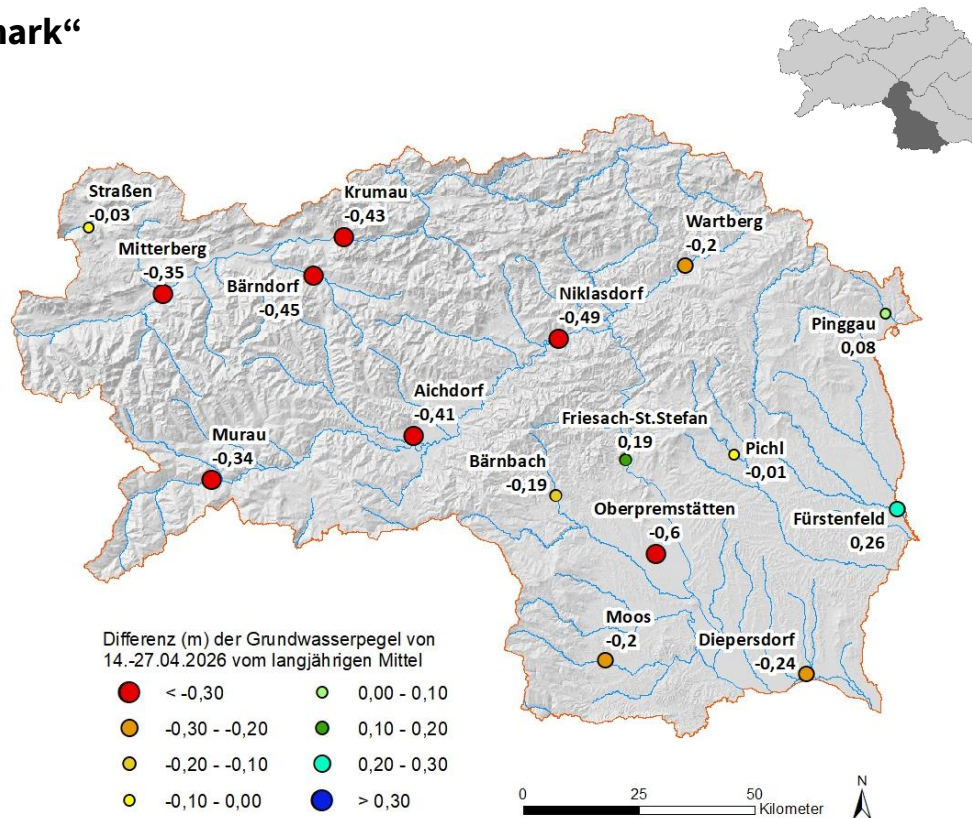 nark“
Straßen
-0,03
Krumau
-0,43
Wartberg
-0,2
Mitterberg
-0,35
Bärndorf
-0,45
Niklasdorf
-0,49
Pinggau
0,08
Aichdorf
-0,41
Friesach-St.Stefan
0,19
Murau
-0,34
Pichl
-0,01
Bärnbach
-0,19
Oberpremstätten
-0,6
Fürstenfeld
0,26
Moos
-0,2
Diepersdorf
-0,24
Differenz (m) der Grundwasserpegel von
14.-27.04.2026 vom langjährigen Mittel
< -0,30
-0,30 - -0,20
-0,20 - -0,10
-0,10 - 0,00
0,00 - 0,10
0,10 - 0,20
0,20 - 0,30
> 0,30
0 25 50
Kilometer
N